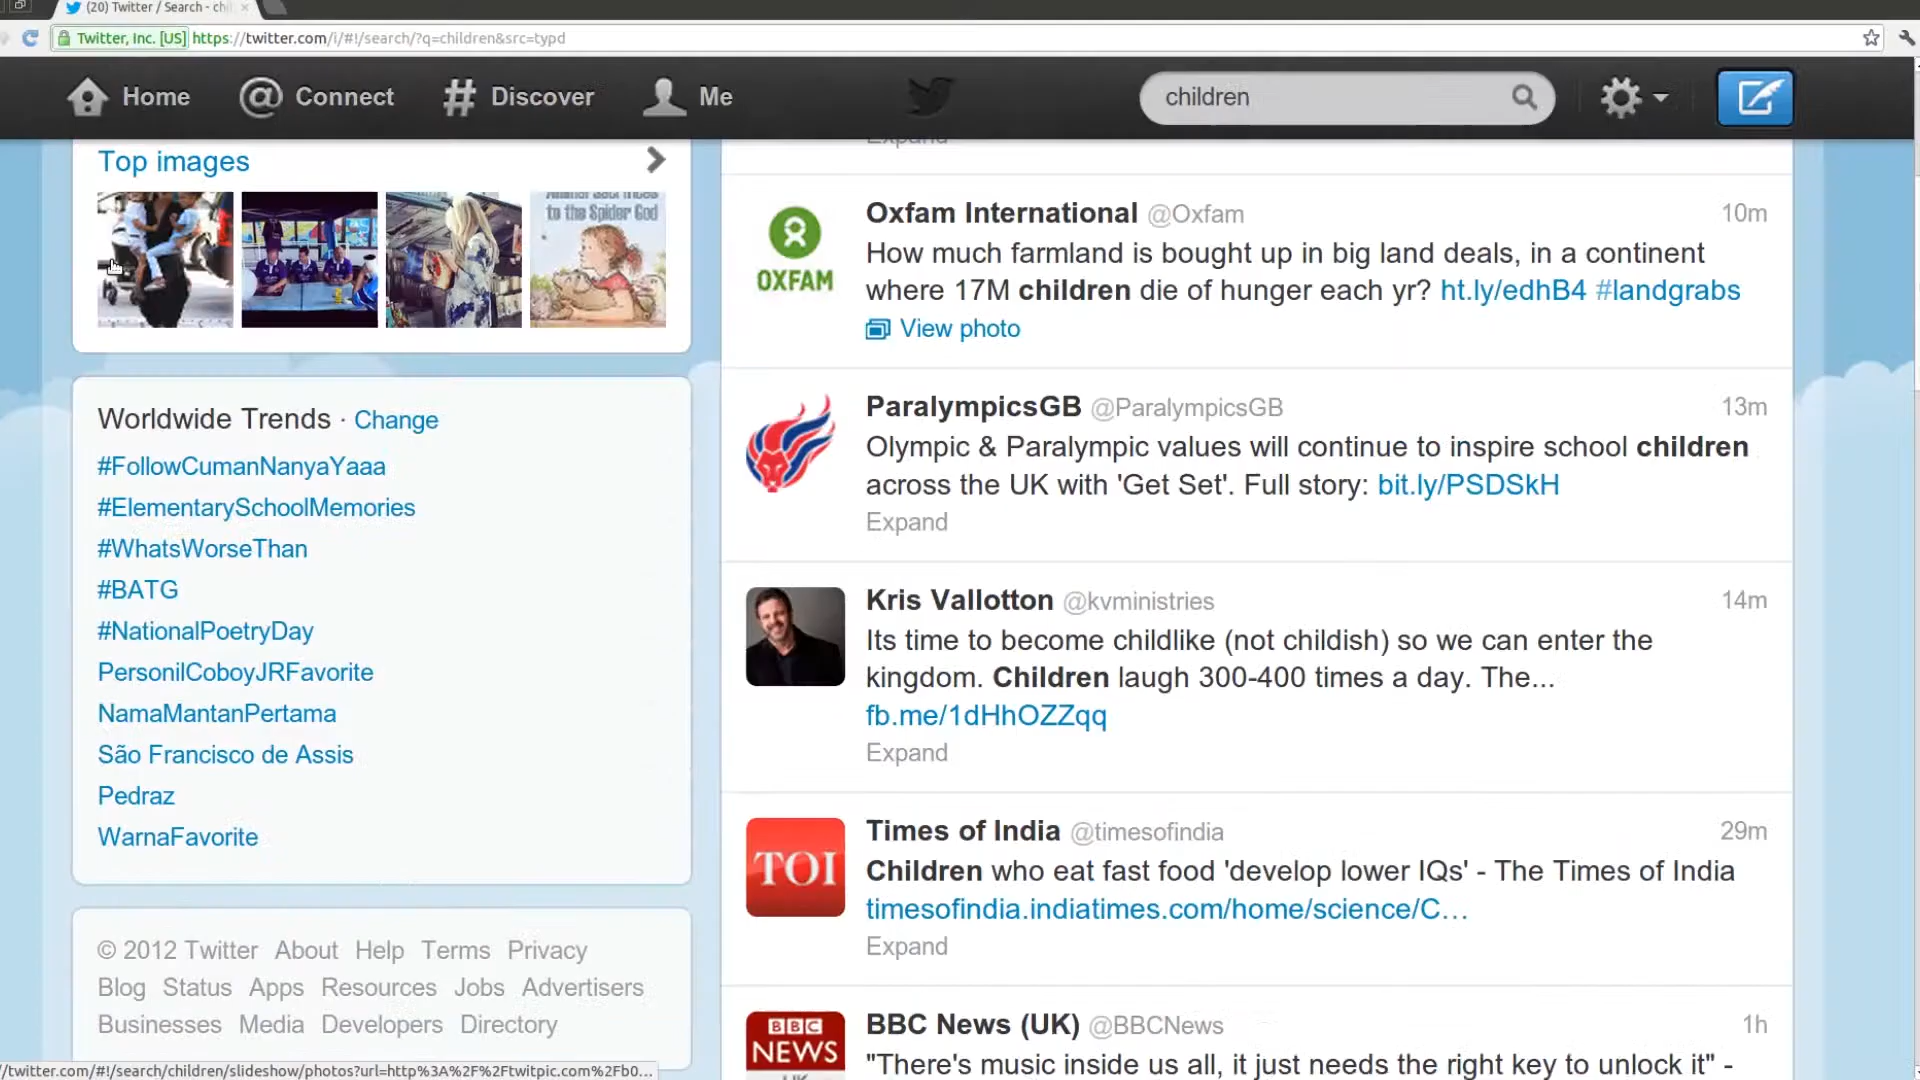 (20) Twitter / Search - chi
Twitter, Inc. [US] https://twitter.com/i/#!/search/?q=children&src=typd
Home Connect Discover Me children
Top images
to the Spider God
Worldwide Trends · Change
#FollowCumanNanyaYaaa
#ElementarySchoolMemories
#WhatsWorseThan
#BATG
#NationalPoetryDay
PersonilCoboyJRFavorite
NamaMantanPertama
São Francisco de Assis
Pedraz
WarnaFavorite
© 2012 Twitter About Help Terms Privacy
Blog Status Apps Resources Jobs Advertisers
Businesses Media Developers Directory
/twitter.com/#!/search/children/slideshow/photos?url=http%3A%2F%2Ftwitpic.com%2Fb0...
Expand
OXFAM
Oxfam International @Oxfam 10m
How much farmland is bought up in big land deals, in a continent
where 17M children die of hunger each yr? ht.ly/edhB4 #landgrabs
View photo
ParalympicsGB @ParalympicsGB 13m
Olympic & Paralympic values will continue to inspire school children
across the UK with 'Get Set'. Full story: bit.ly/PSDSkH
Expand
Kris Vallotton @kvministries 14m
Its time to become childlike (not childish) so we can enter the
kingdom. Children laugh 300-400 times a day. The...
fb.me/1dHhOZZqq
Expand
TOI
Times of India @timesofindia 29m
Children who eat fast food 'develop lower IQs' - The Times of India
timesofindia.indiatimes.com/home/science/C…
Expand
BBC
NEWS
BBC News (UK) @BBCNews 1h
"There's music inside us all, it just needs the right key to unlock it" -